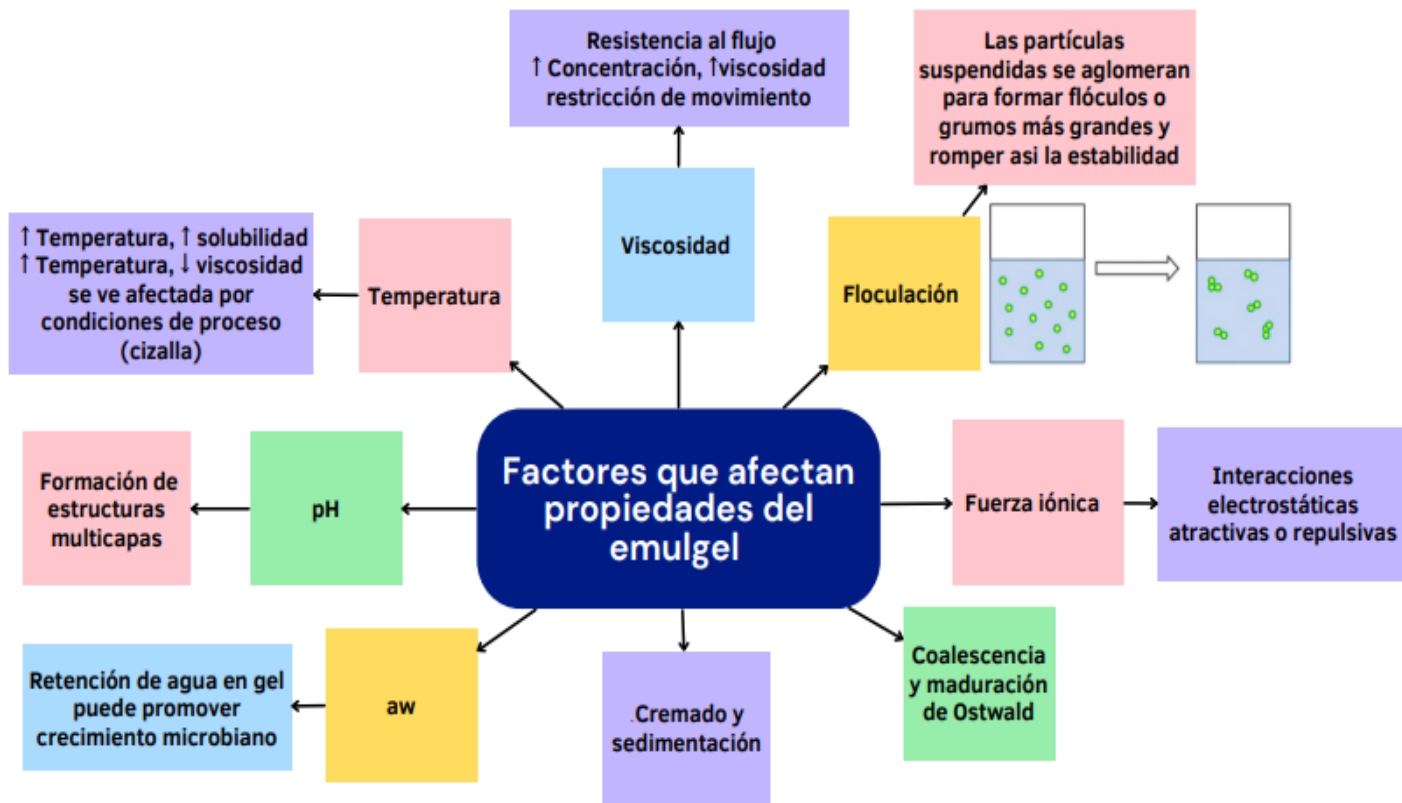 Resistencia al flujo
↑ Concentración, ↑viscosidad
restricción de movimiento
Las partículas
suspendidas se aglomeran
para formar flóculos o
grumos más grandes y
romper asi la estabilidad
Viscosidad
Floculación
↑ Temperatura, ↑ solubilidad
↑ Temperatura, ↓ viscosidad
se ve afectada por
condiciones de proceso
(cizalla)
Temperatura
Factores que afectan
propiedades del
emulgel
Formación de
estructuras
multicapas
pH
Fuerza iónica
Interacciones
electrostáticas
atractivas o repulsivas
Retención de agua en gel
puede promover
crecimiento microbiano
aw
.Cremado y
sedimentación
Coalescencia
y maduración
de Ostwald